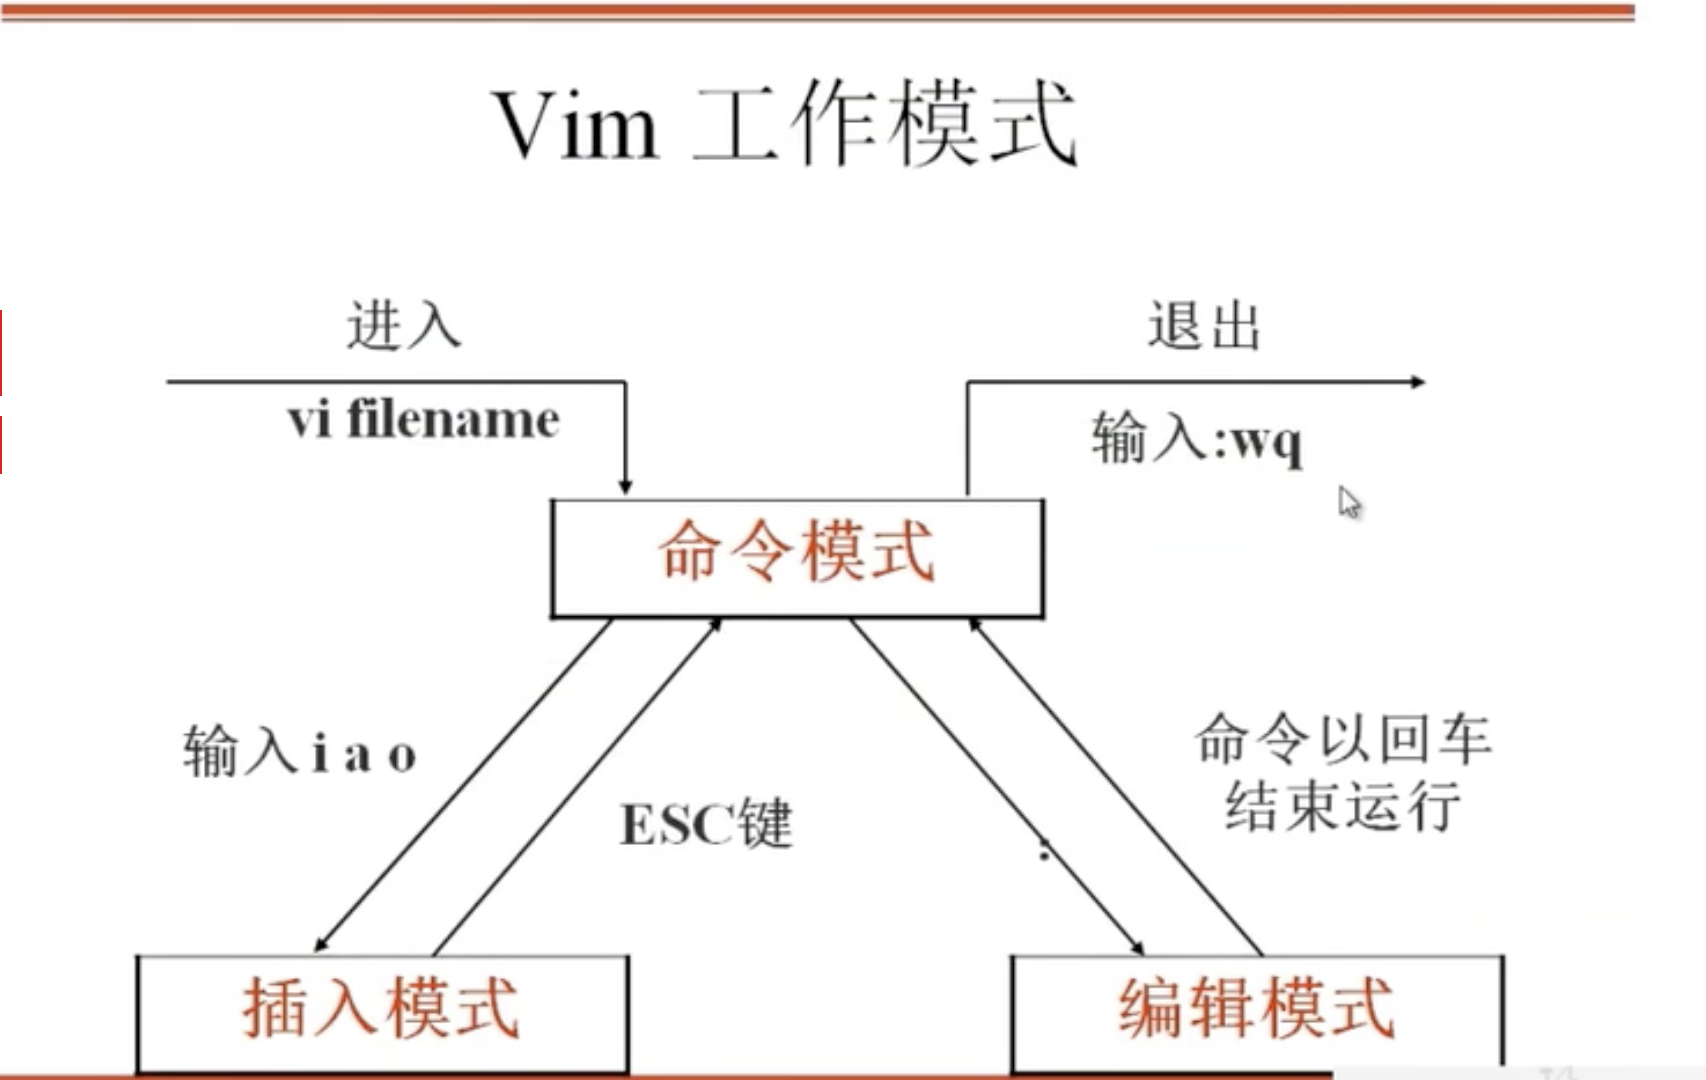 Vim 工作模式
进入
vi filename
退出
输入:wq
命令模式
输入 i a o
ESC键
:
命令以回车
结束运行
插入模式
编辑模式